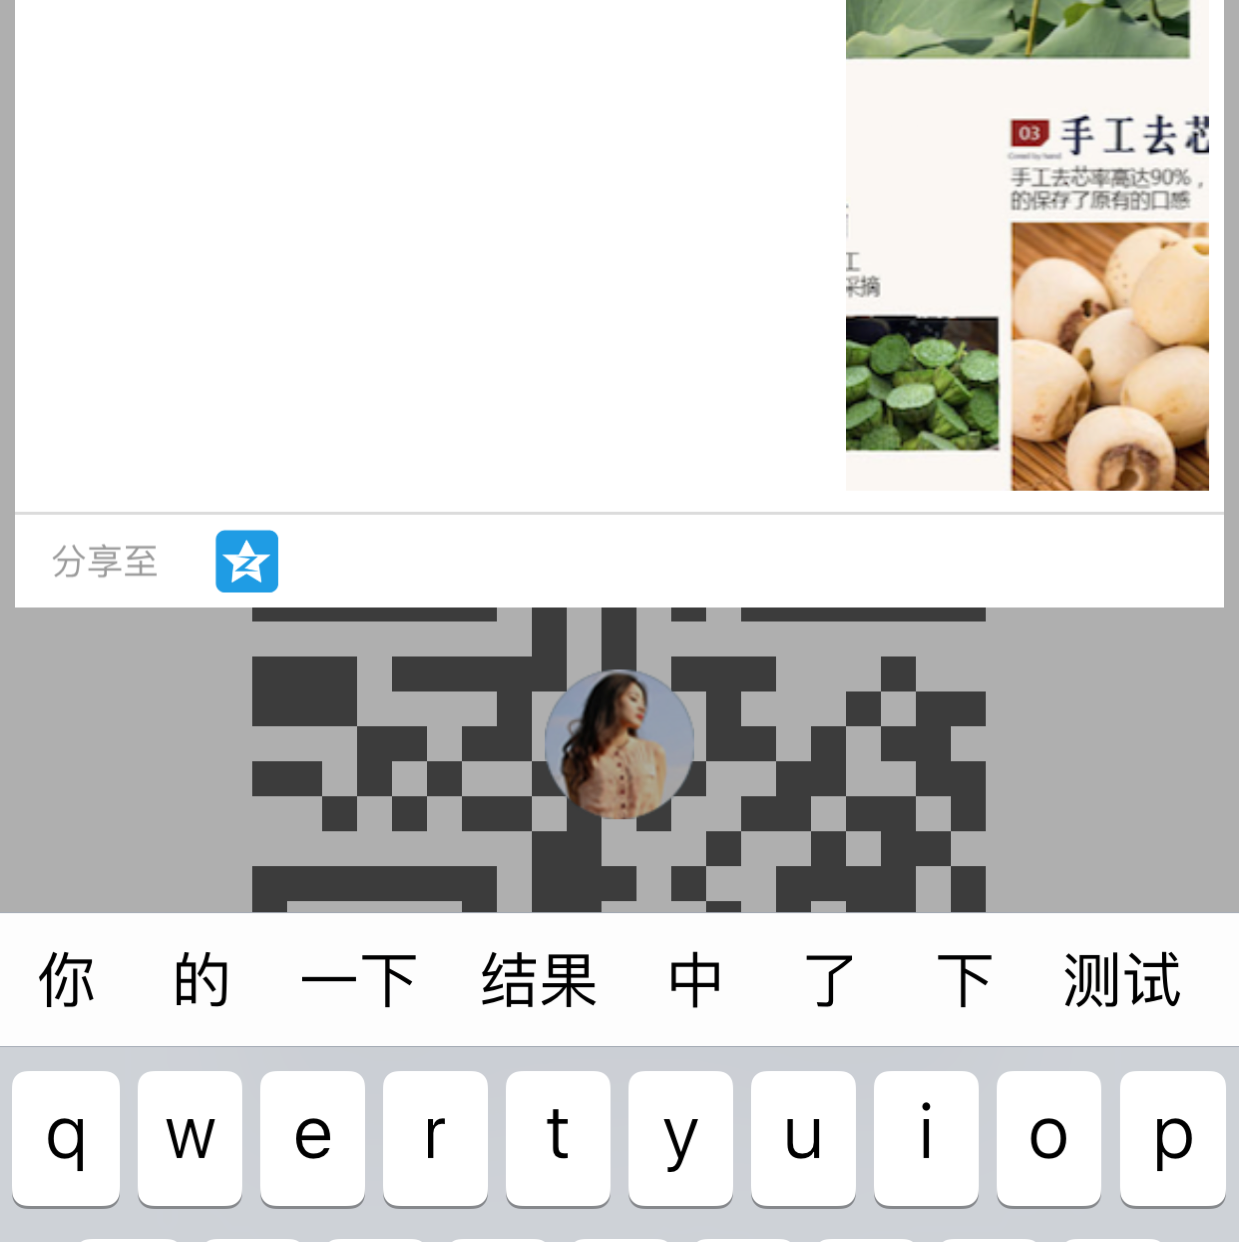 03 手工去芯
Cored by hand
手工去芯率高达90%，
的保存了原有的口感
工
采摘
分享至
你 的 一下 结果 中 了 下 测试
q w e r t y u i o p